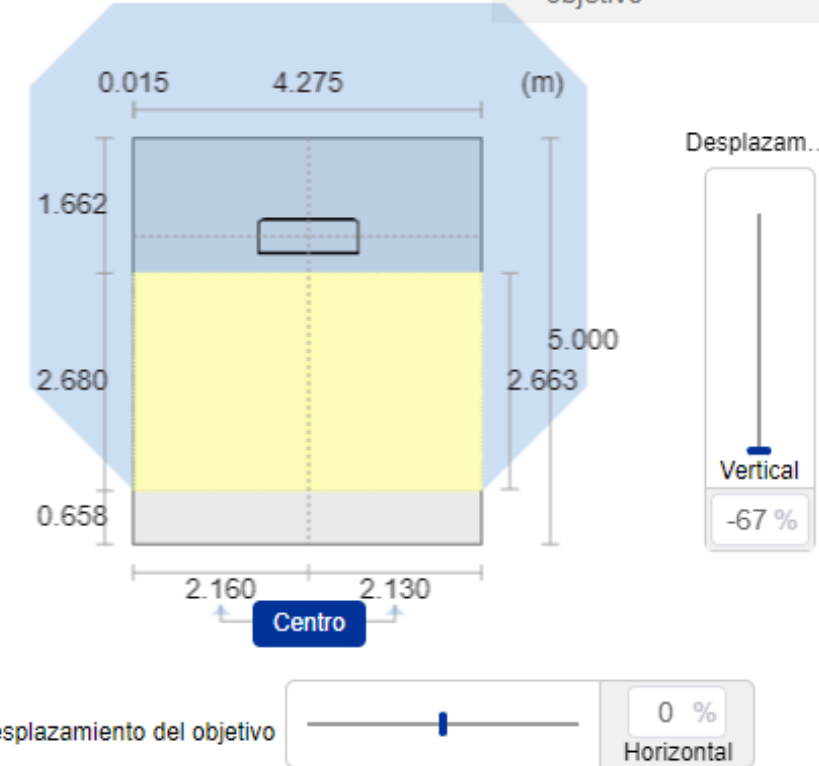 objetivo
0.015 4.275 (m)
Desplazam...
1.662
5.000
2.680 2.663
Vertical
0.658
-67 %
2.160 2.130
Centro
0 %
esplazamiento del objetivo
Horizontal